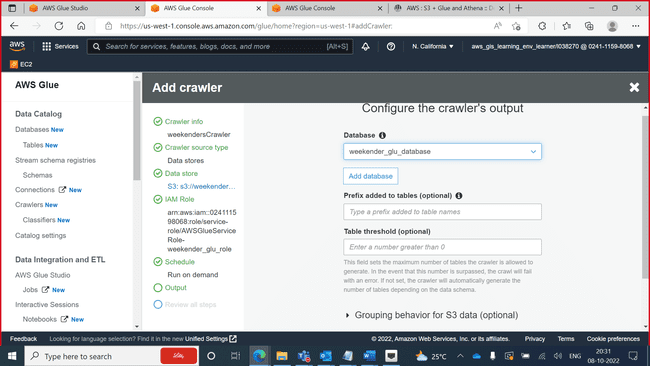 AWS Glue Studio
AWS Glue Console
AWS Glue Console
AWS : S3 + Glue and Athena :: D
https://us-west-1.console.aws.amazon.com/glue/home?region=us-west-1#addCrawler:
aws
Services
Search for services, features, blogs, docs, and more
[Alt+S]
N. California
aws_gls_learning_env_learner/i038270 @ 0241-1159-8068
EC2
AWS Glue
Data Catalog
Databases New
Tables New
Stream schema registries
Schemas
Connections New
Crawlers New
Classifiers New
Catalog settings
Data Integration and ETL
AWS Glue Studio
Jobs New
Interactive Sessions
Notebooks New
Add crawler
Crawler info
weekendersCrawler
Crawler source type
Data stores
Data store
S3: s3://weekender...
IAM Role
arn:aws:iam::0241115
98068:role/service-
role/AWSGlueService
Role-
weekender_glu_role
Schedule
Run on demand
Output
Review all steps
Configure the crawler's output
Database
weekender_glu_database
Add database
Prefix added to tables (optional)
Type a prefix added to table names
Table threshold (optional)
Enter a number greater than 0
This field sets the maximum number of tables the crawler is allowed to
generate. In the event that this number is surpassed, the crawl will fail
with an error. If not set, the crawler will automatically generate the
number of tables depending on the data schema.
Grouping behavior for S3 data (optional)
Feedback
Looking for language selection? Find it in the new Unified Settings
© 2022, Amazon Web Services, Inc. or its affiliates.
Privacy
Terms
Cookie preferences
Type here to search
25°C
ENG
20:31
08-10-2022